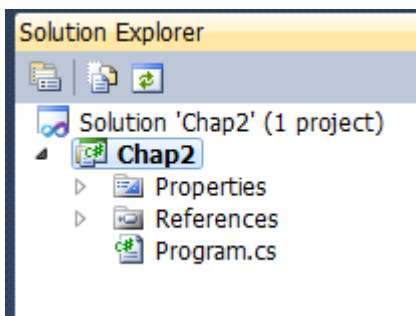 Solution Explorer
Solution 'Chap2' (1 project)
Chap2
Properties
References
Program.cs